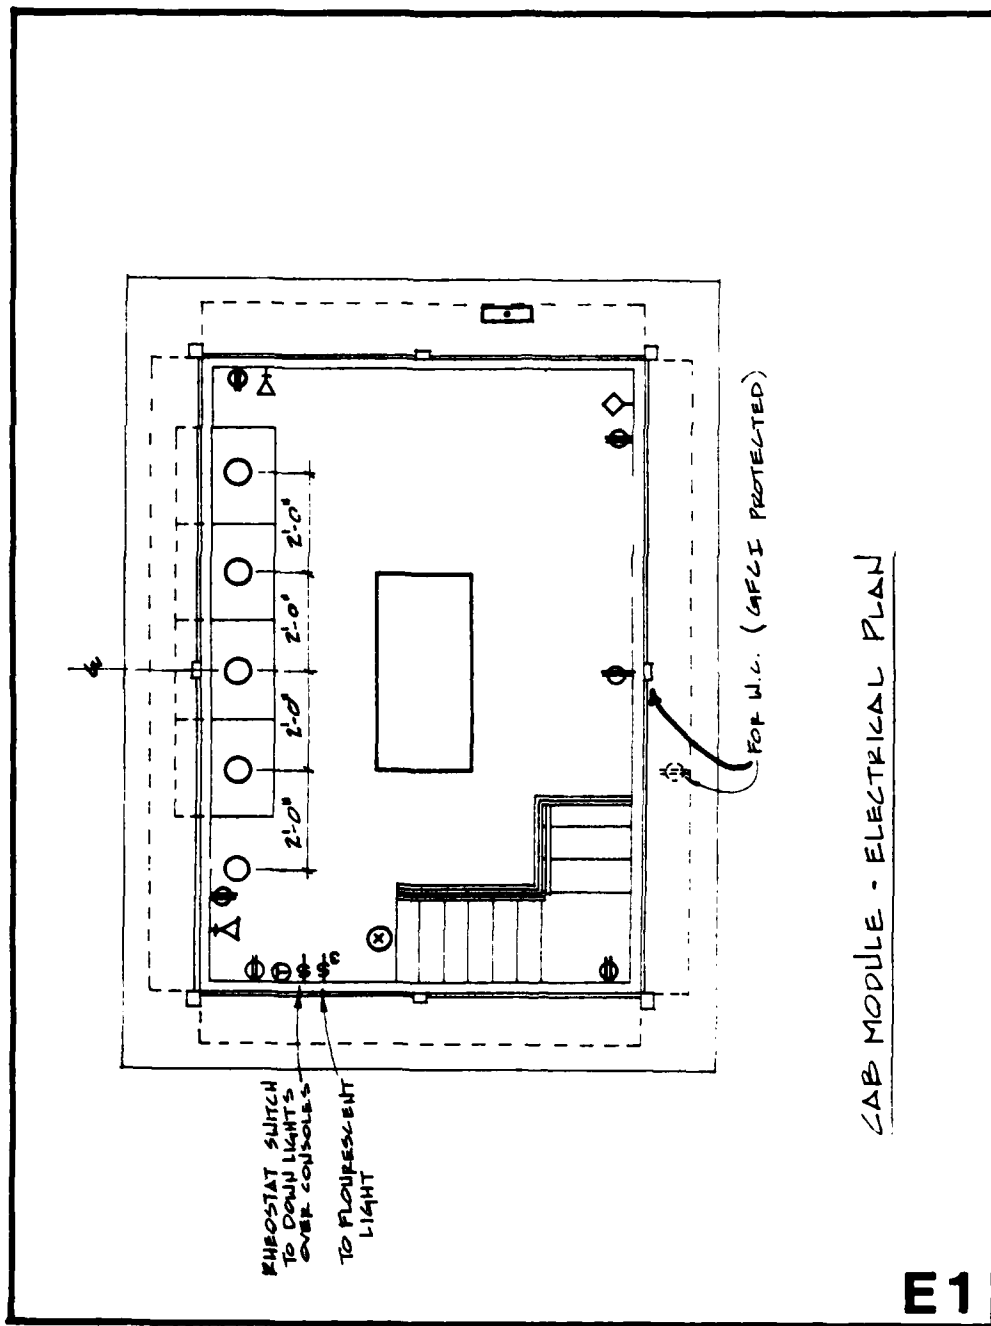 2'-0"
2'-0"
2'-0"
2'-0"
RHEOSTAT SWITCH
TO DOWN LIGHTS
OVER CONSOLES
TO FLOURESCENT
LIGHT
$
$3
FOR W.C. (GFCI PROTECTED)
CAB MODULE - ELECTRICAL PLAN
E1